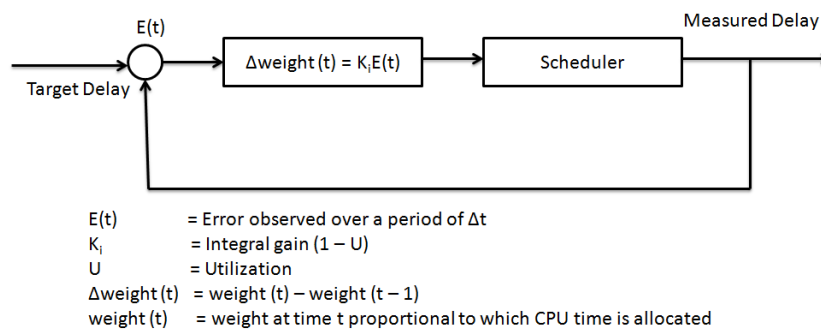 Measured Delay
E(t)
Δweight (t) = KᵢE(t)
Scheduler
Target Delay
E(t) = Error observed over a period of Δt
Kᵢ = Integral gain (1 – U)
U = Utilization
Δweight (t) = weight (t) – weight (t – 1)
weight (t) = weight at time t proportional to which CPU time is allocated